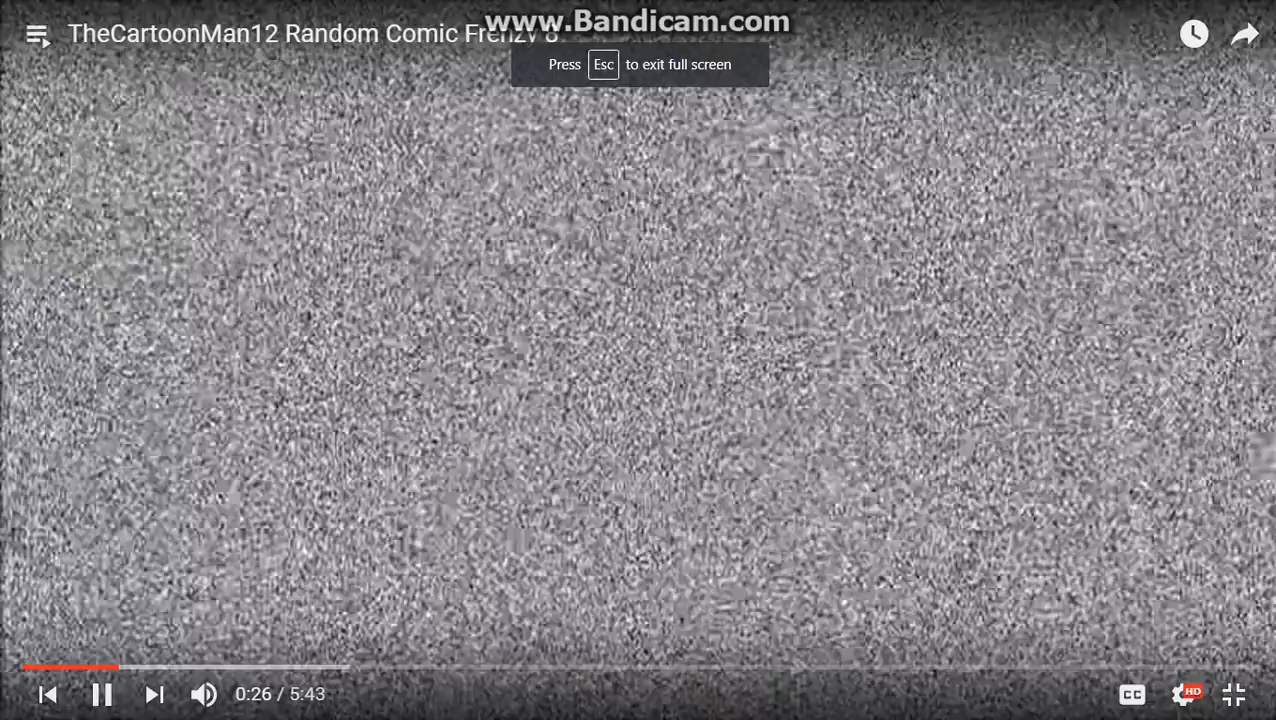 www.Bandicam.com
TheCartoonMan12 Random Comic Frenzy 8
Press Esc to exit full screen
0:26 / 5:43
CC
HD